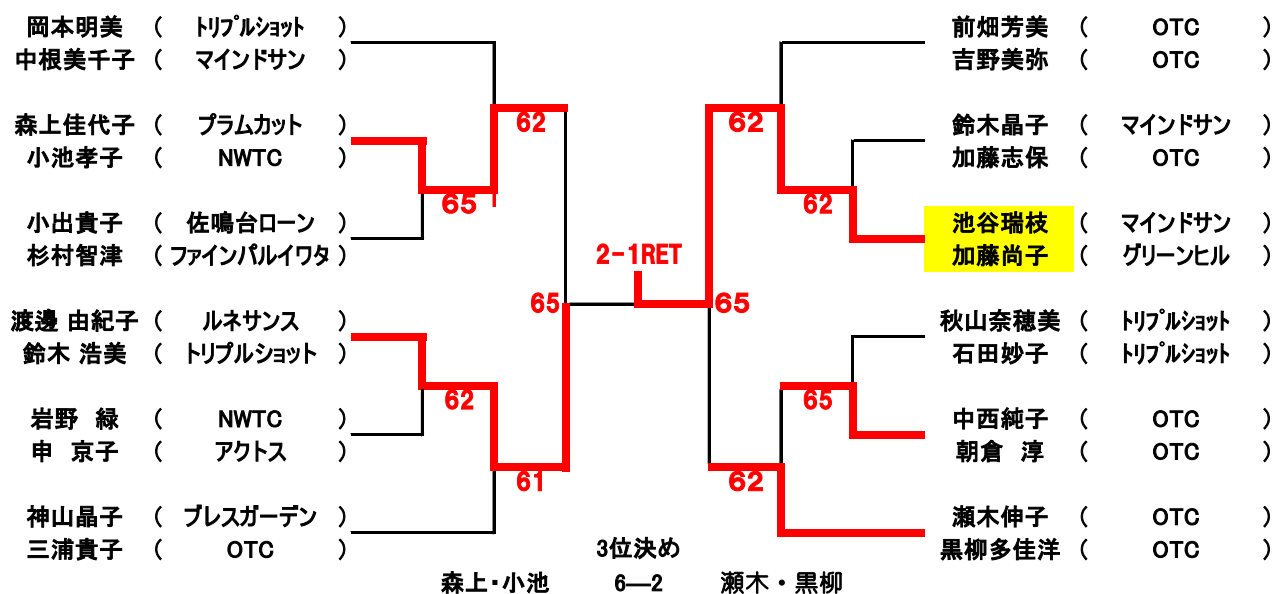 岡本明美 ( トリプルショット )
中根美千子 ( マインドサン )
62
森上佳代子 ( プラムカット )
小池孝子 ( NWTC )
65
小出貴子 ( 佐鳴台ローン )
杉村智津 ( ファインパルイワタ )
65
渡邊 由紀子 ( ルネサンス )
鈴木 浩美 ( トリプルショット )
62
岩野 緑 ( NWTC )
申 京子 ( アクトス )
61
神山晶子 ( ブレスガーデン )
三浦貴子 ( OTC )
2-1RET
前畑芳美 ( OTC )
吉野美弥 ( OTC )
62
鈴木晶子 ( マインドサン )
加藤志保 ( OTC )
62
池谷瑞枝 ( マインドサン )
加藤尚子 ( グリーンヒル )
65
秋山奈穂美 ( トリプルショット )
石田妙子 ( トリプルショット )
65
中西純子 ( OTC )
朝倉 淳 ( OTC )
62
瀬木伸子 ( OTC )
黒柳多佳洋 ( OTC )
3位決め
森上・小池 6―2 瀬木・黒柳